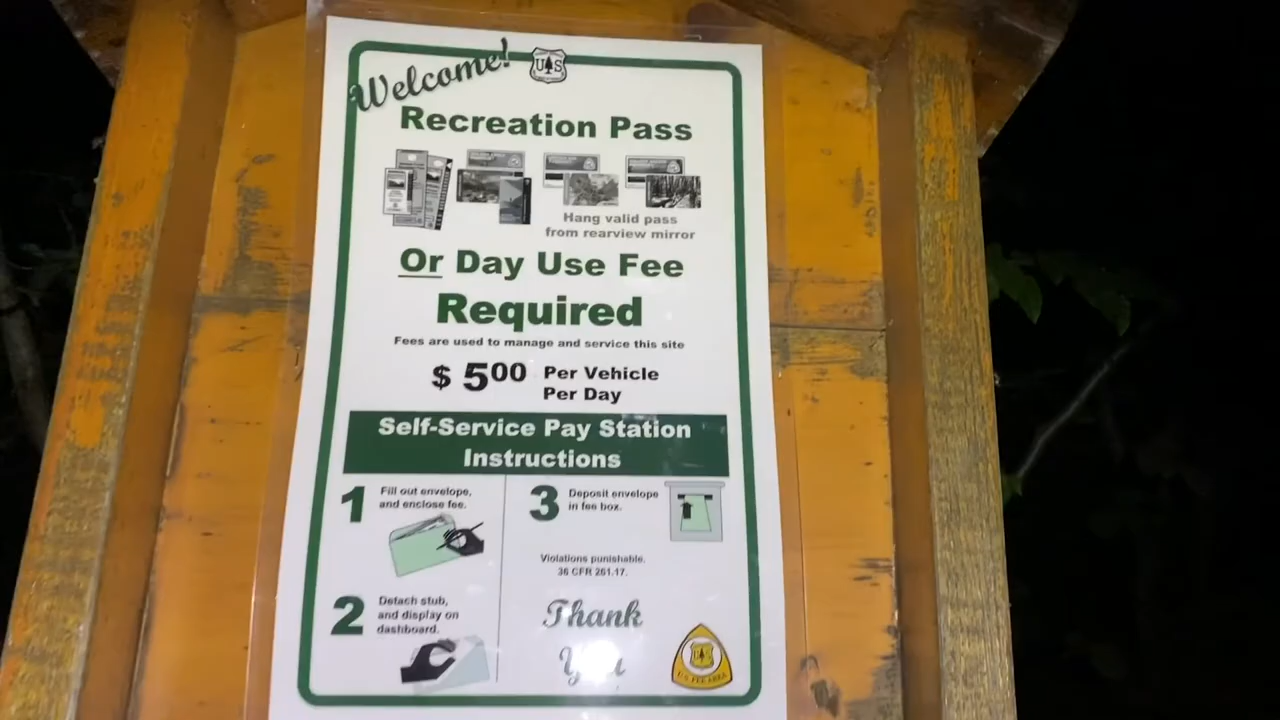 Welcome!
US
Recreation Pass
Hang valid pass
from rearview mirror
Or Day Use Fee
Required
Fees are used to manage and service this site
$ 500 Per Vehicle
Per Day
Self-Service Pay Station
Instructions
1 Fill out envelope,
and enclose fee.
2 Detach stub,
and display on
dashboard.
3 Deposit envelope
in fee box.
Violations punishable.
36 CFR 261.17.
Thank
You
U.S. FEE AREA